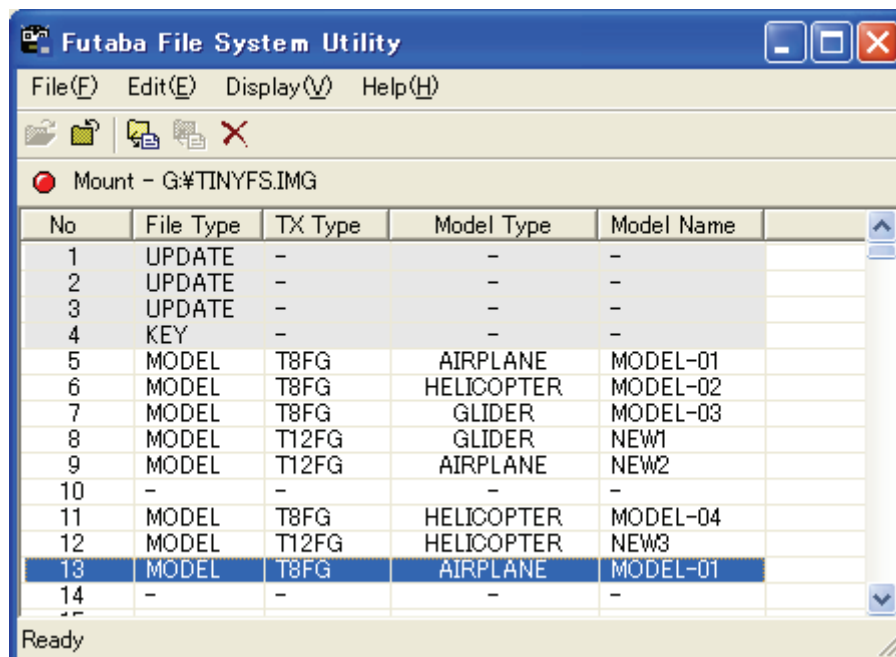 Futaba File System Utility
File(F) Edit(E) Display(V) Help(H)
Mount - G:¥TINYFS.IMG
No File Type TX Type Model Type Model Name
1 UPDATE - - -
2 UPDATE - - -
3 UPDATE - - -
4 KEY - - -
5 MODEL T8FG AIRPLANE MODEL-01
6 MODEL T8FG HELICOPTER MODEL-02
7 MODEL T8FG GLIDER MODEL-03
8 MODEL T12FG GLIDER NEW1
9 MODEL T12FG AIRPLANE NEW2
10 - - - -
11 MODEL T8FG HELICOPTER MODEL-04
12 MODEL T12FG HELICOPTER NEW3
13 MODEL T8FG AIRPLANE MODEL-01
14 - - - -
Ready